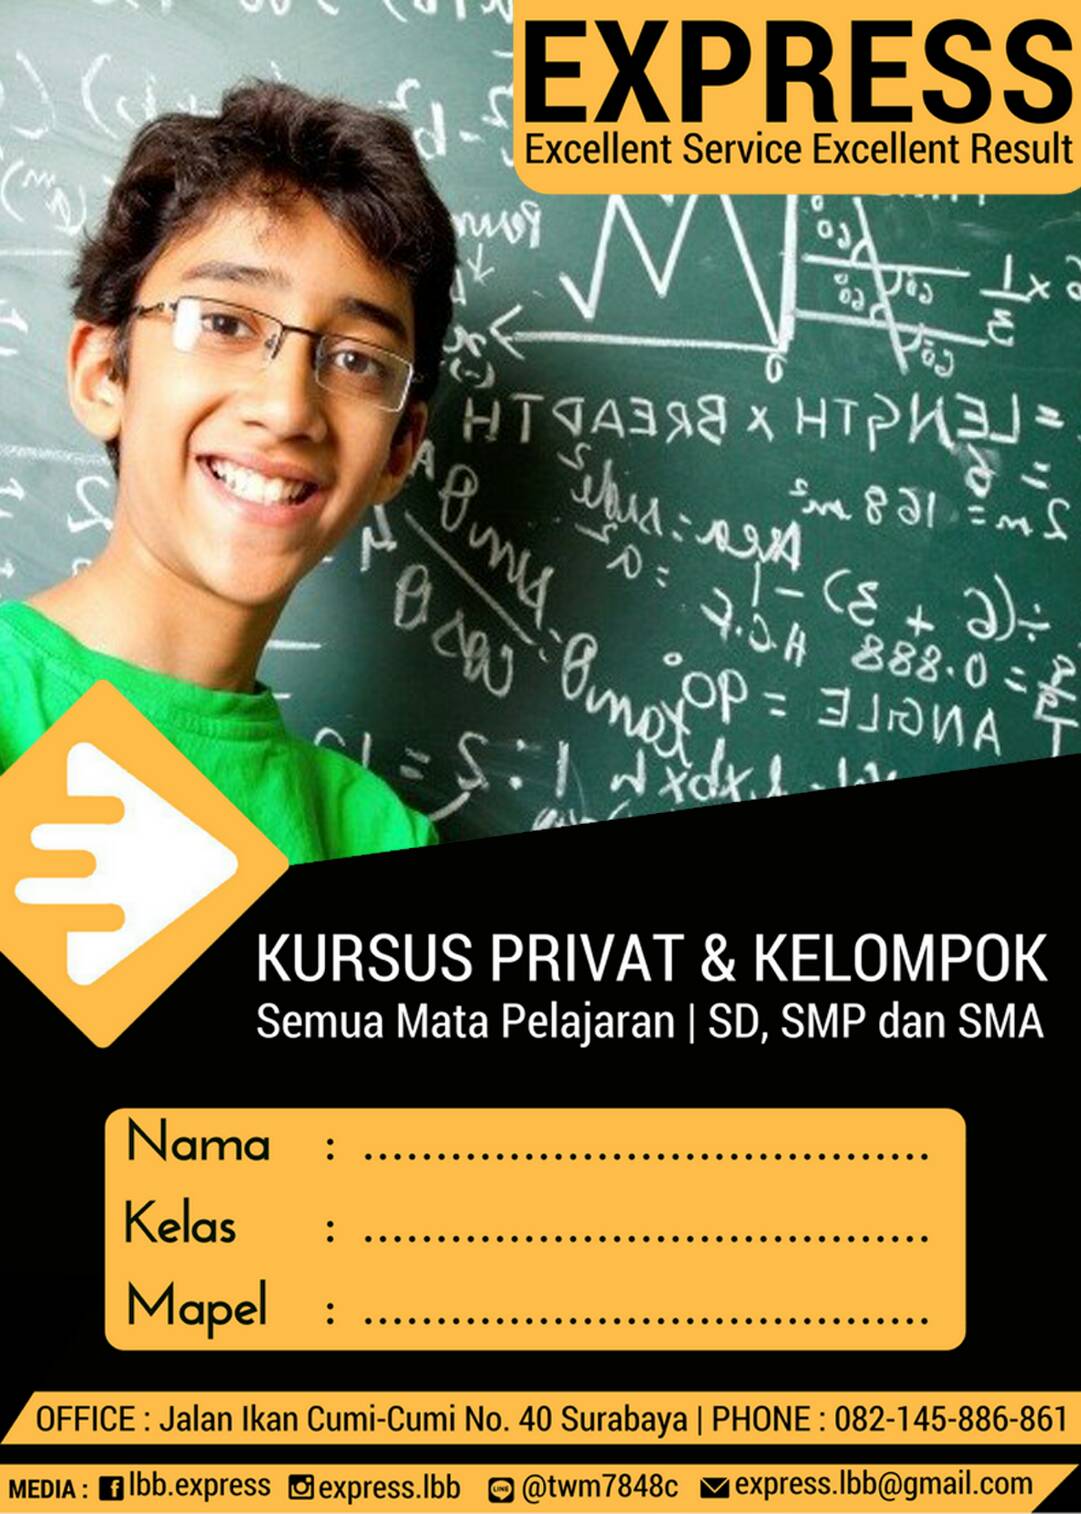 EXPRESS
Excellent Service Excellent Result
= LENGTH x BREADTH
ANGLE = 90°
KURSUS PRIVAT & KELOMPOK
Semua Mata Pelajaran | SD, SMP dan SMA
Nama : ........................................
Kelas : ........................................
Mapel : ........................................
OFFICE : Jalan Ikan Cumi-Cumi No. 40 Surabaya | PHONE : 082-145-886-861
MEDIA : lbb.express express.lbb LINE @twm7848c express.lbb@gmail.com